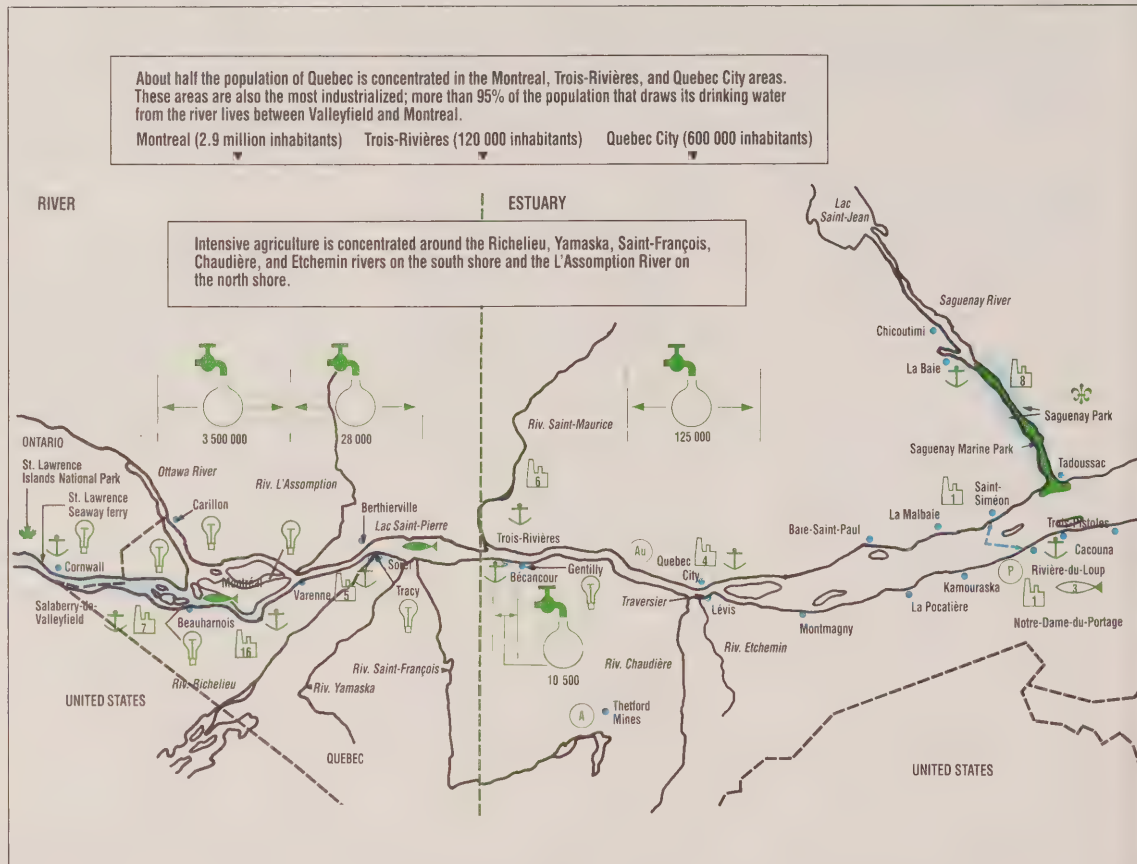 About half the population of Quebec is concentrated in the Montreal, Trois-Rivières, and Quebec City areas.
These areas are also the most industrialized; more than 95% of the population that draws its drinking water
from the river lives between Valleyfield and Montreal.
Montreal (2.9 million inhabitants) Trois-Rivières (120 000 inhabitants) Quebec City (600 000 inhabitants)
RIVER
ESTUARY
Intensive agriculture is concentrated around the Richelieu, Yamaska, Saint-François,
Chaudière, and Etchemin rivers on the south shore and the L'Assomption River on
the north shore.
Lac
Saint-Jean
Saguenay River
Chicoutimi
La Baie
8
Saguenay Park
Saguenay Marine Park
Tadoussac
3 500 000
28 000
125 000
Riv. Saint-Maurice
6
ONTARIO
St. Lawrence
Islands National Park
Ottawa River
Riv. L'Assomption
St. Lawrence
Seaway ferry
Carillon
Berthierville
Lac Saint-Pierre
Trois-Rivières
Cornwall
Montréal
Sorel
Varenne
5
Tracy
Bécancour
Gentilly
Au
Quebec
City
4
Baie-Saint-Paul
La Malbaie
Saint-
Siméon
1
Trois-Pistoles
Cacouna
Salaberry-de-
Valleyfield
7
Beauharnois
16
Traversier
Lévis
Montmagny
La Pocatière
Kamouraska
P
Rivière-du-Loup
1
3
Notre-Dame-du-Portage
Riv. Richelieu
Riv. Yamaska
Riv. Saint-François
10 500
Riv. Chaudière
Riv. Etchemin
A
Thetford
Mines
UNITED STATES
QUEBEC
UNITED STATES